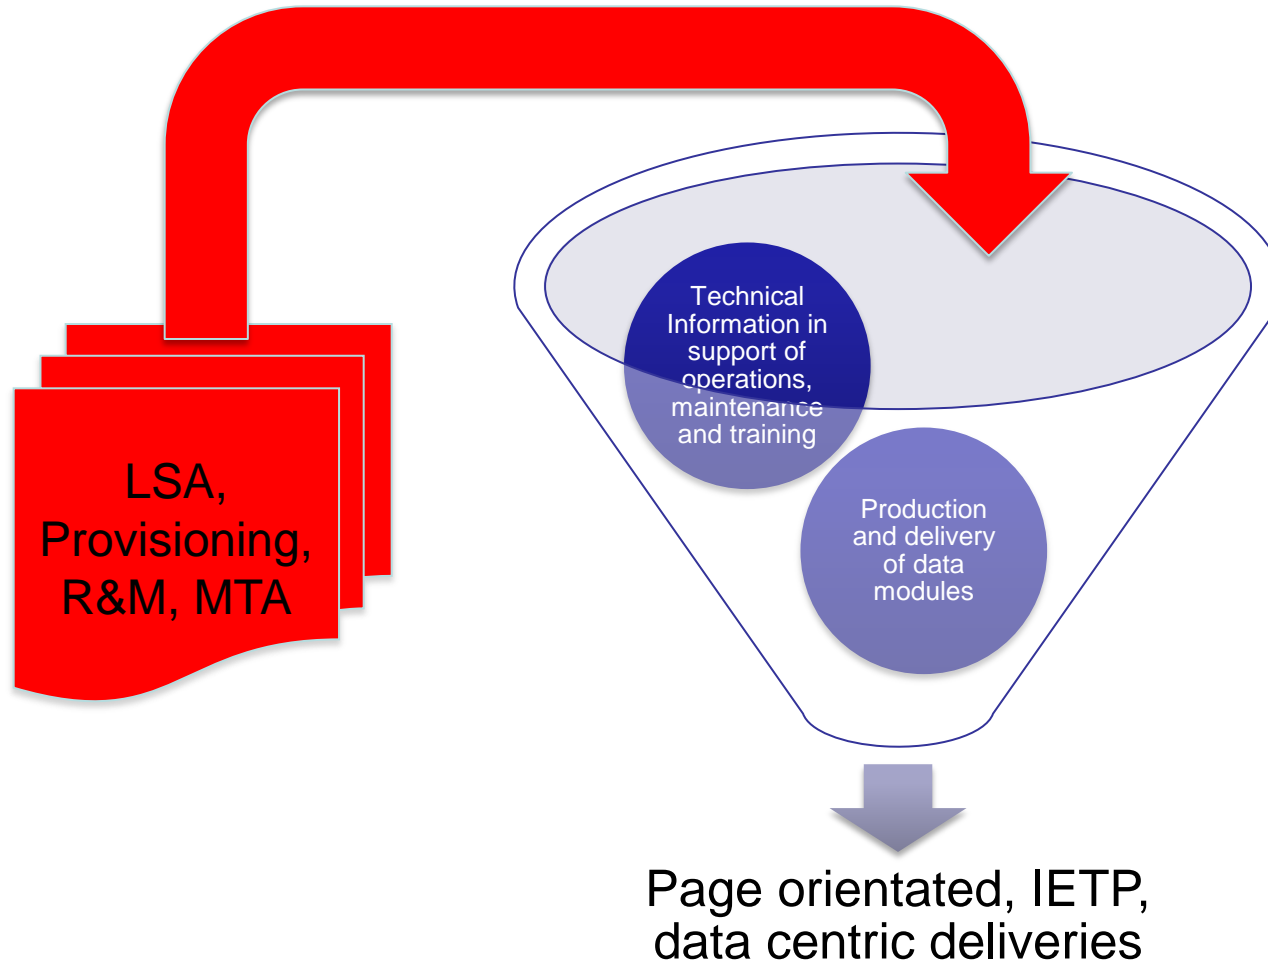 Technical
Information in
support of
operations,
maintenance
and training
LSA,
Provisioning,
R&M, MTA
Production
and delivery
of data
modules
Page orientated, IETP,
data centric deliveries